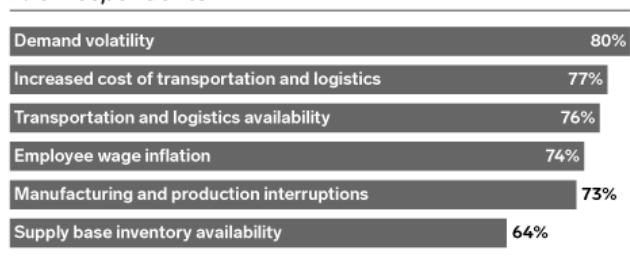 Demand volatility 80%
Increased cost of transportation and logistics 77%
Transportation and logistics availability 76%
Employee wage inflation 74%
Manufacturing and production interruptions 73%
Supply base inventory availability 64%